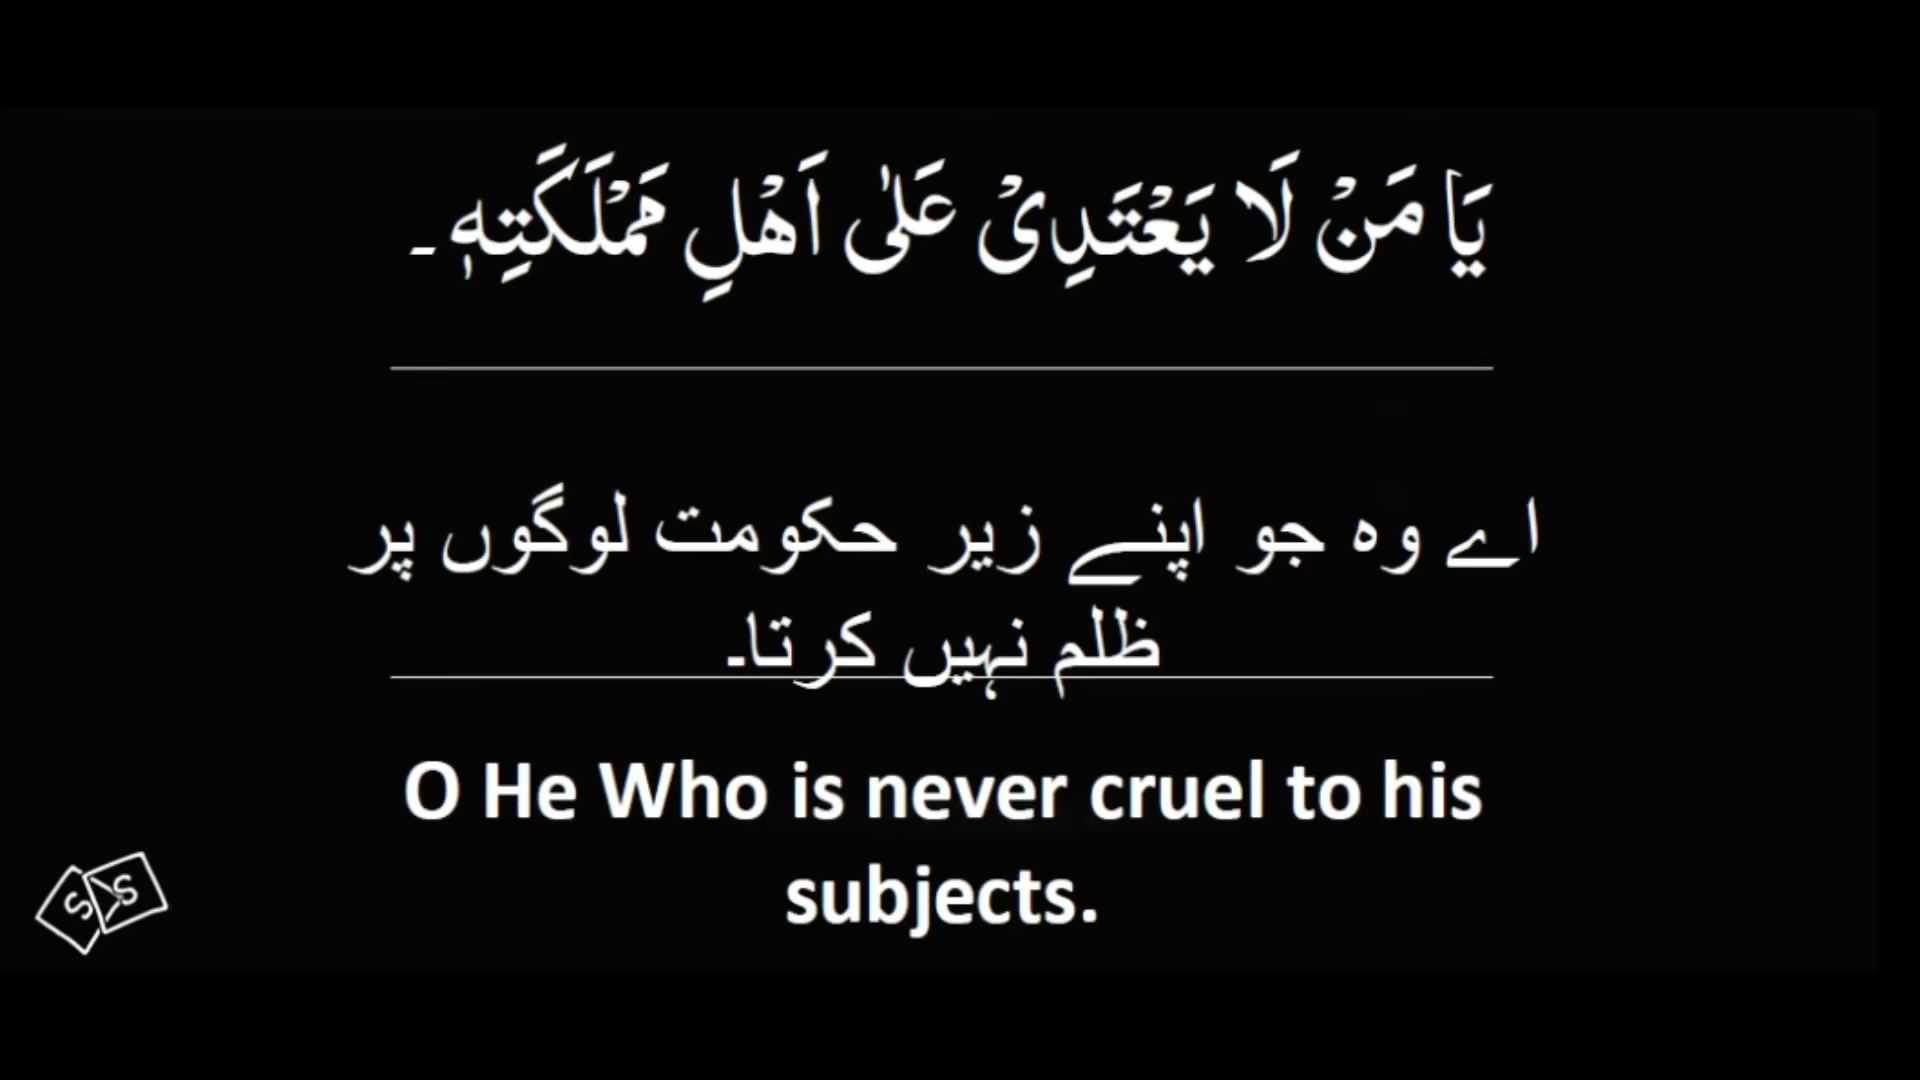 يَا مَنْ لَا يَعْتَدِىْ عَلٰى اَهْلِ مَمْلَكَتِهٖ۔
اے وہ جو اپنے زیر حکومت لوگوں پر
ظلم نہیں کرتا۔
O He Who is never cruel to his
subjects.
S S